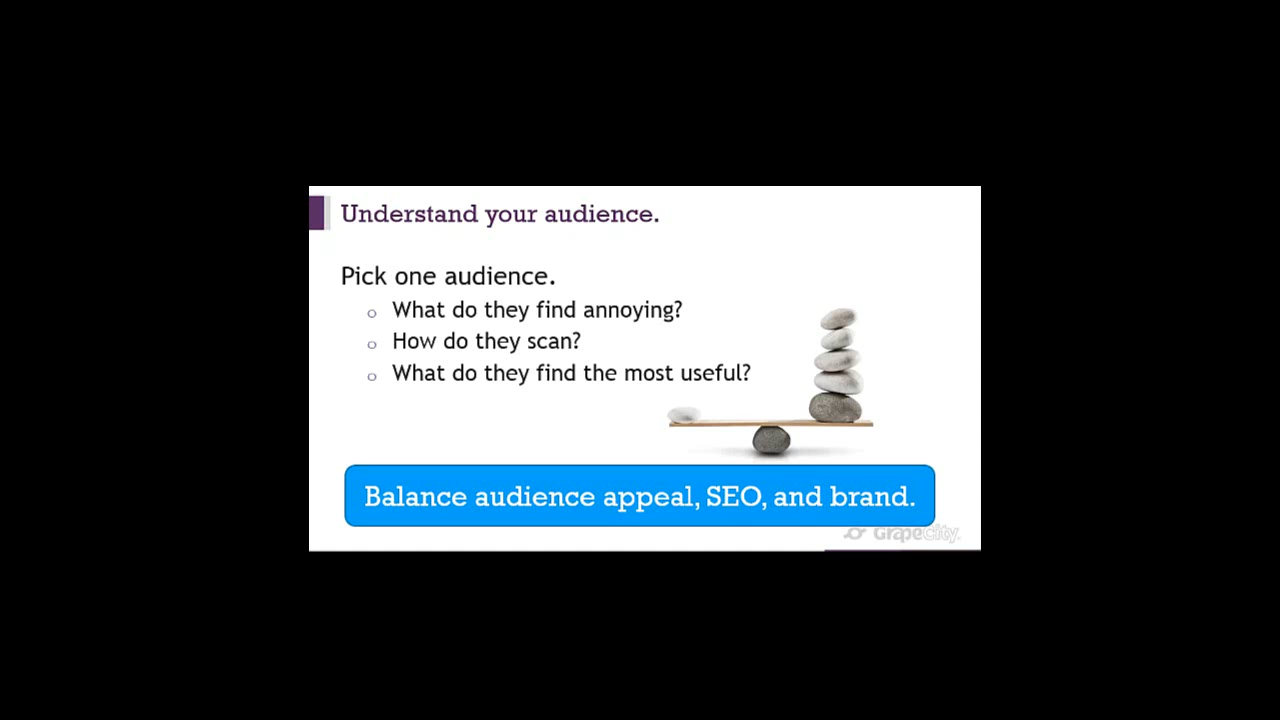 Understand your audience.
Pick one audience.
o What do they find annoying?
o How do they scan?
o What do they find the most useful?
Balance audience appeal, SEO, and brand.
GrapeCity